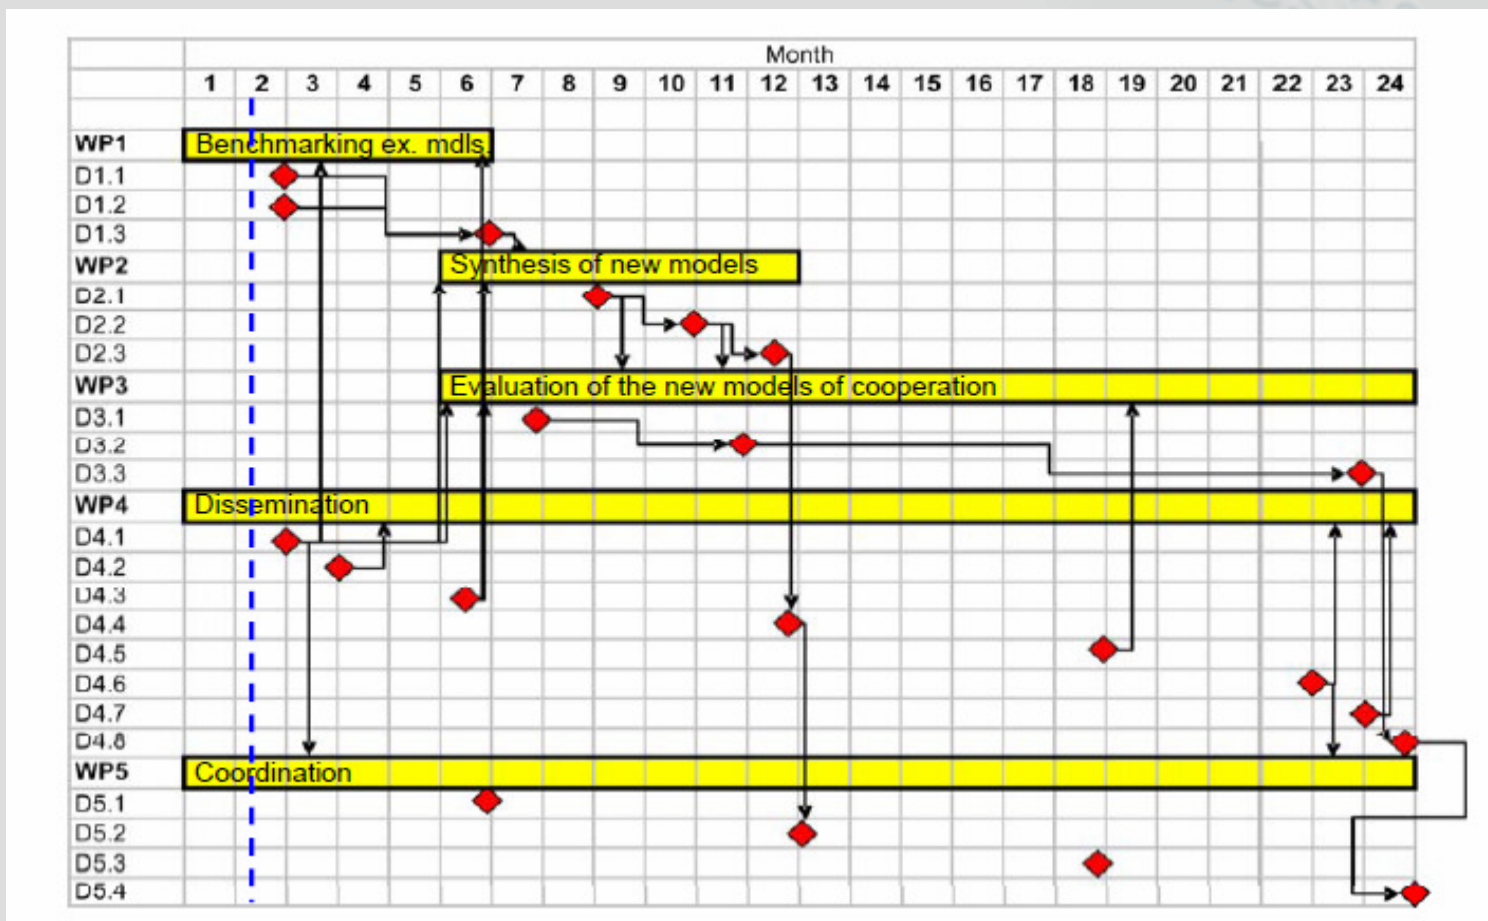 Month
1 2 3 4 5 6 7 8 9 10 11 12 13 14 15 16 17 18 19 20 21 22 23 24
WP1 Benchmarking ex. mdls.
D1.1
D1.2
D1.3
WP2 Synthesis of new models
D2.1
D2.2
D2.3
WP3 Evaluation of the new models of cooperation
D3.1
D3.2
D3.3
WP4 Dissemination
D4.1
D4.2
D4.3
D4.4
D4.5
D4.6
D4.7
D4.8
WP5 Coordination
D5.1
D5.2
D5.3
D5.4